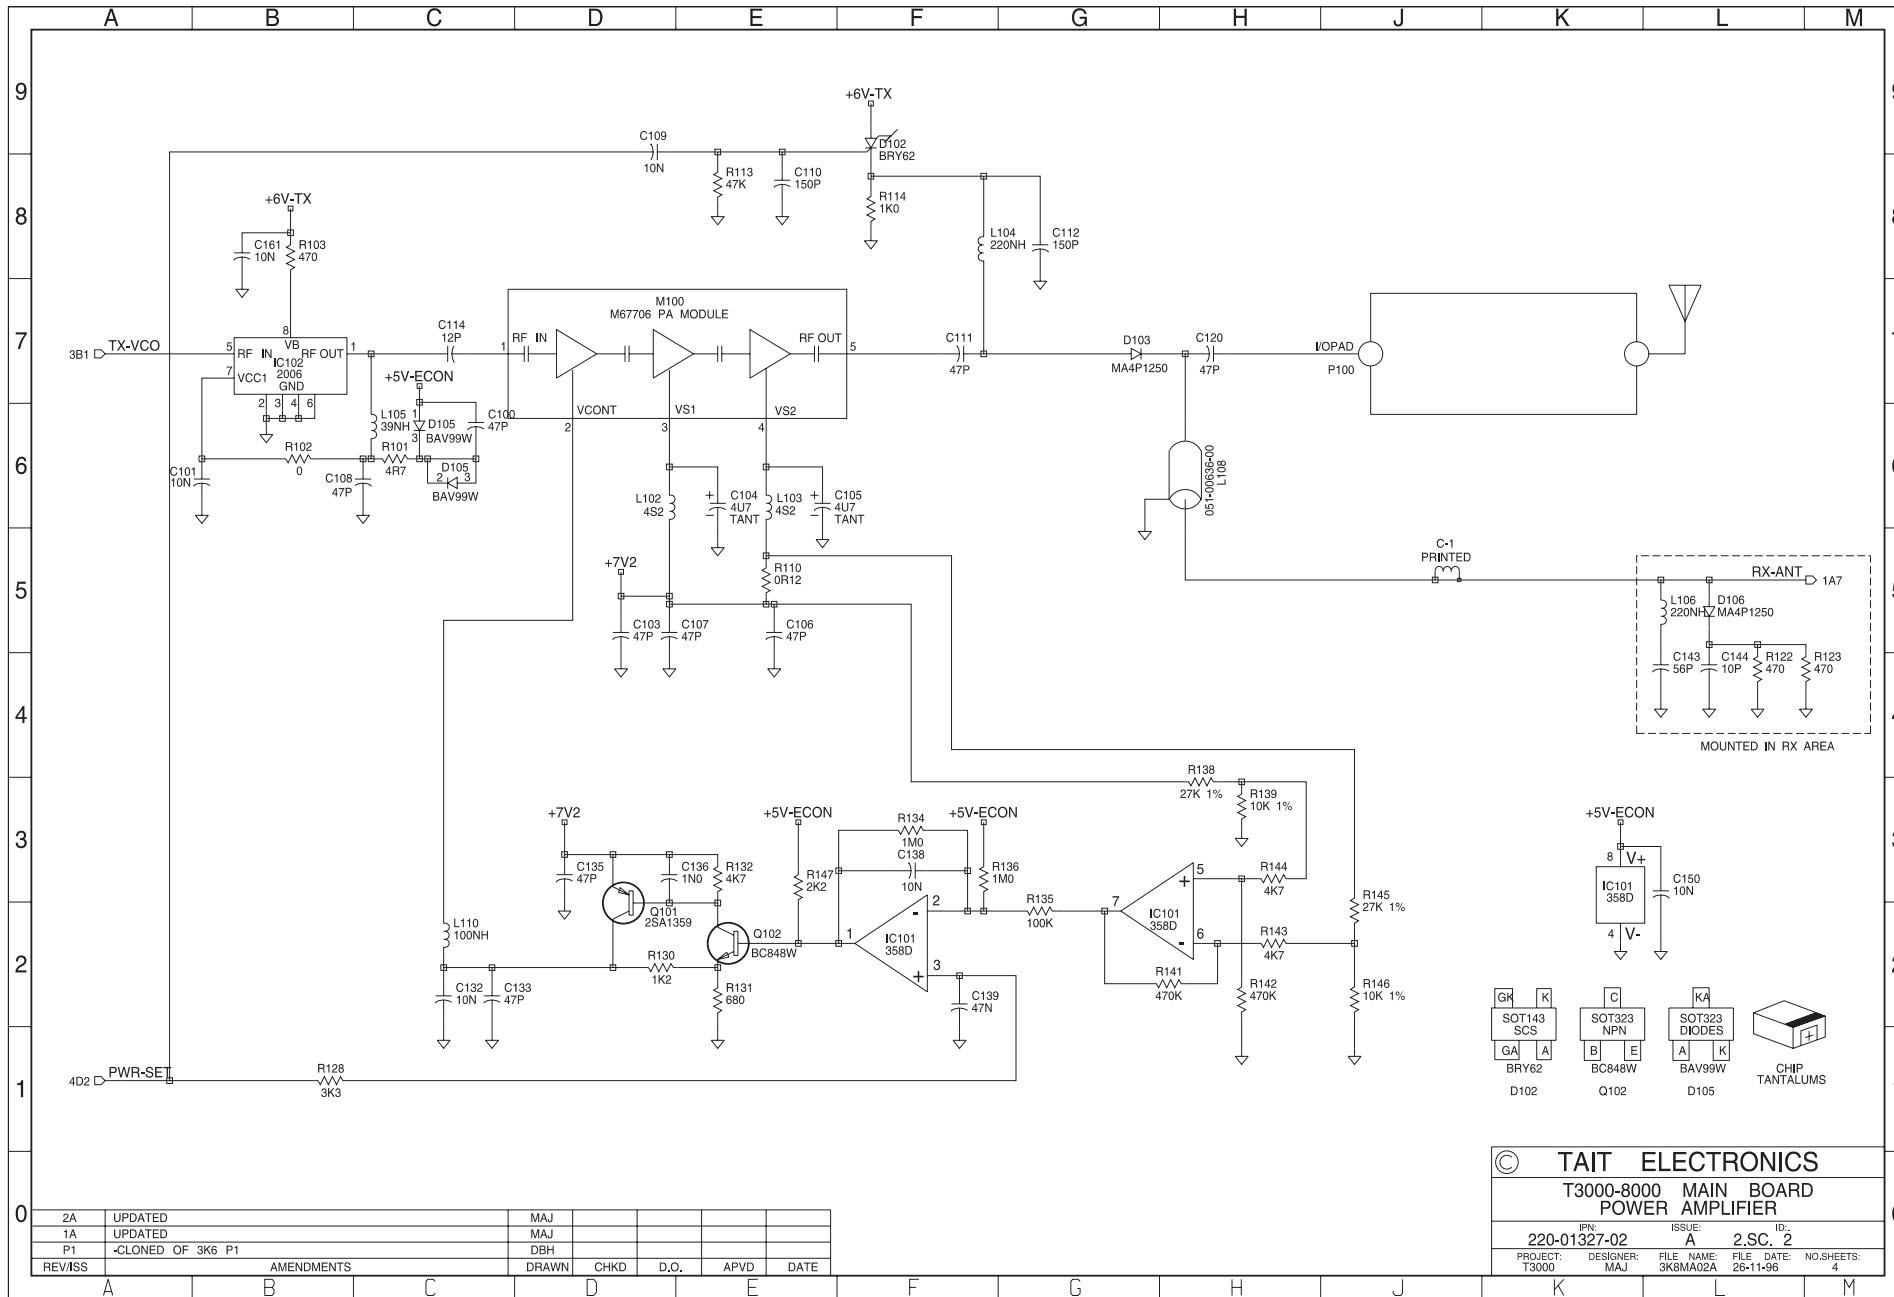 A B C D E F G H J K L M
9
+6V-TX
C109
10N
D102
BRY62
R113
47K
C110
150P
R114
1K0
8
+6V-TX
C161
10N
R103
470
L104
220NH
C112
150P
7
3B1 TX-VCO
5 RF IN
8
VB
RF OUT 1
IC102
2006
7 VCC1
GND
2 3 4 6
C114
12P
+5V-ECON
M100
M67706 PA MODULE
1 RF IN
RF OUT 5
VCONT
2
VS1
3
VS2
4
C111
47P
D103
MA4P1250
C120
47P
I/OPAD
P100
L105
39NH
1
D105
3
BAV99W
C100
47P
6
C101
10N
R102
0
C108
47P
R101
4R7
D105
2 3
BAV99W
L102
4S2
+
C104
4U7
-
TANT
L103
4S2
+
C105
4U7
-
TANT
051-00636-00
L108
C-1
PRINTED
5
+7V2
R110
0R12
C103
47P
C107
47P
C106
47P
RX-ANT 1A7
L106
220NH
D106
MA4P1250
C143
56P
C144
10P
R122
470
R123
470
4
MOUNTED IN RX AREA
3
+7V2
C135
47P
C136
1N0
R132
4K7
Q101
2SA1359
+5V-ECON
R147
2K2
R134
1M0
C138
10N
+5V-ECON
R136
1M0
R138
27K 1%
R139
10K 1%
R144
4K7
R145
27K 1%
+5V-ECON
8 V+
IC101
358D
4 V-
C150
10N
R135
100K
7
IC101
358D
5
+
6
-
2
L110
100NH
Q102
BC848W
R130
1K2
R131
680
C132
10N
C133
47P
1
IC101
358D
2
-
3
+
C139
47N
R143
4K7
R141
470K
R142
470K
R146
10K 1%
GK K
SOT143
SCS
GA A
BRY62
D102
C
SOT323
NPN
B E
BC848W
Q102
KA
SOT323
DIODES
A K
BAV99W
D105
+
CHIP
TANTALUMS
1
4D2 PWR-SET
R128
3K3
0
© TAIT ELECTRONICS
T3000-8000 MAIN BOARD
POWER AMPLIFIER
IPN: ISSUE: ID:.
220-01327-02 A 2.SC. 2
PROJECT: DESIGNER: FILE NAME: FILE DATE: NO.SHEETS:
T3000 MAJ 3K8MA02A 26-11-96 4
2A UPDATED MAJ
1A UPDATED MAJ
P1 -CLONED OF 3K6 P1 DBH
REV/ISS AMENDMENTS DRAWN CHKD D.O. APVD DATE
A B C D E F G H J K L M